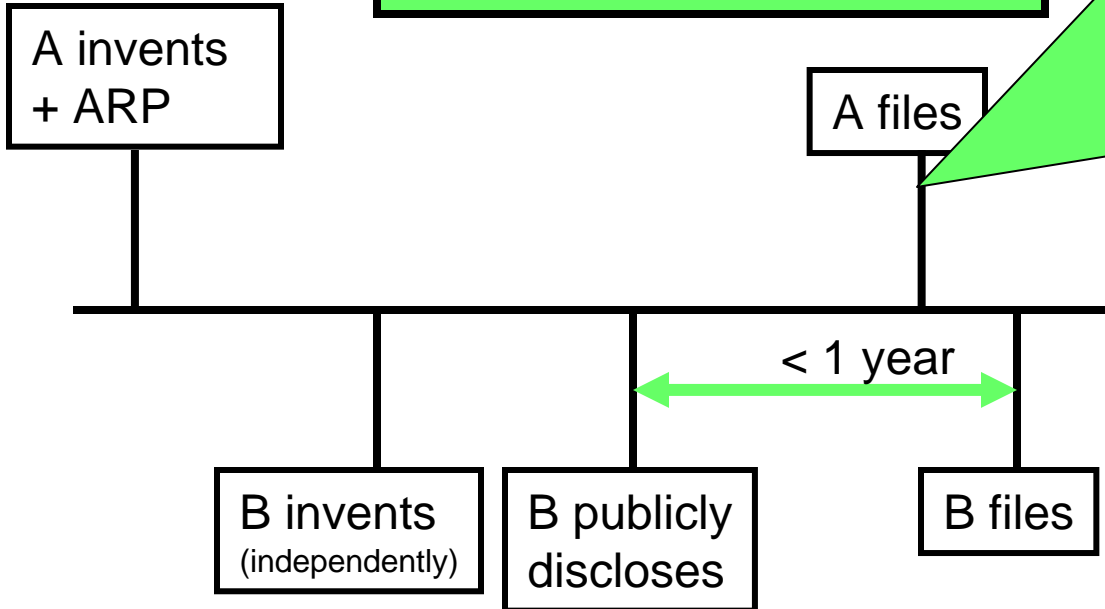 A invents
+ ARP
A files
< 1 year
B invents
(independently)
B publicly
discloses
B files